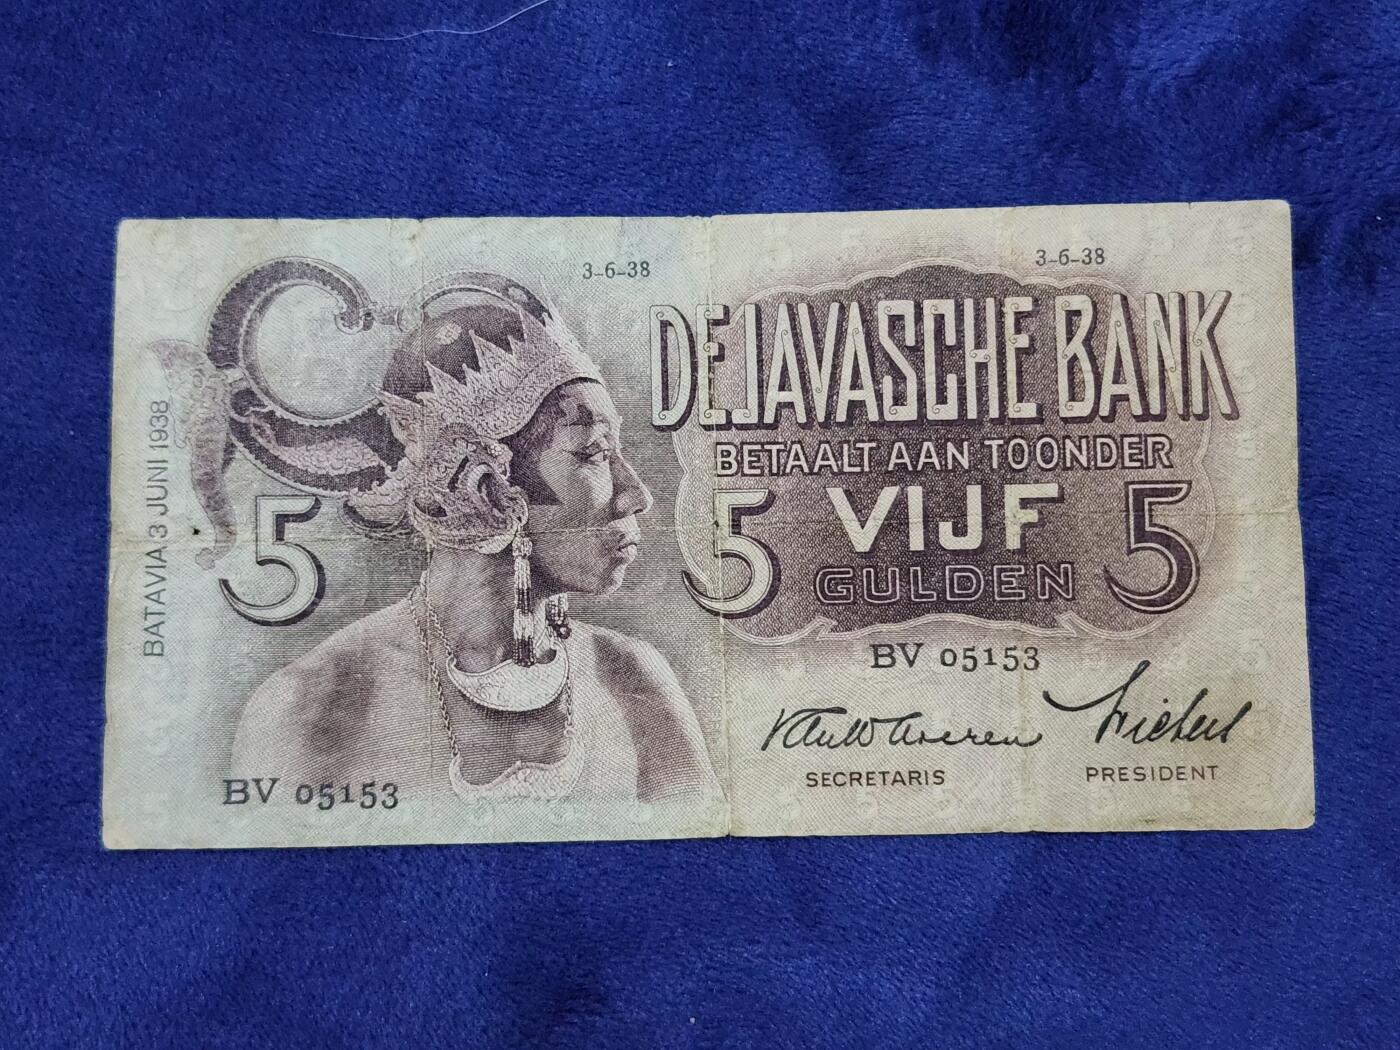 3-6-38
3-6-38
DE JAVASCHE BANK
BETAALT AAN TOONDER
5 VIJF 5
GULDEN
5
BATAVIA 3 JUNI 1938
BV 05153
BV 05153
SECRETARIS
PRESIDENT